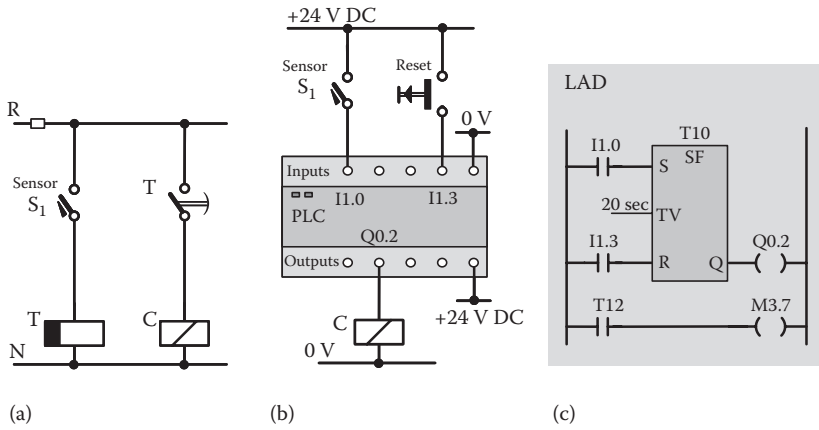 R
Sensor
S1
T
T
C
N
(a)
+24 V DC
Sensor
S1
Reset
0 V
Inputs
I1.0
I1.3
PLC
Q0.2
Outputs
+24 V DC
C
0 V
(b)
LAD
T10
I1.0
SF
S
20 sec
TV
I1.3
Q0.2
R
Q
T12
M3.7
(c)